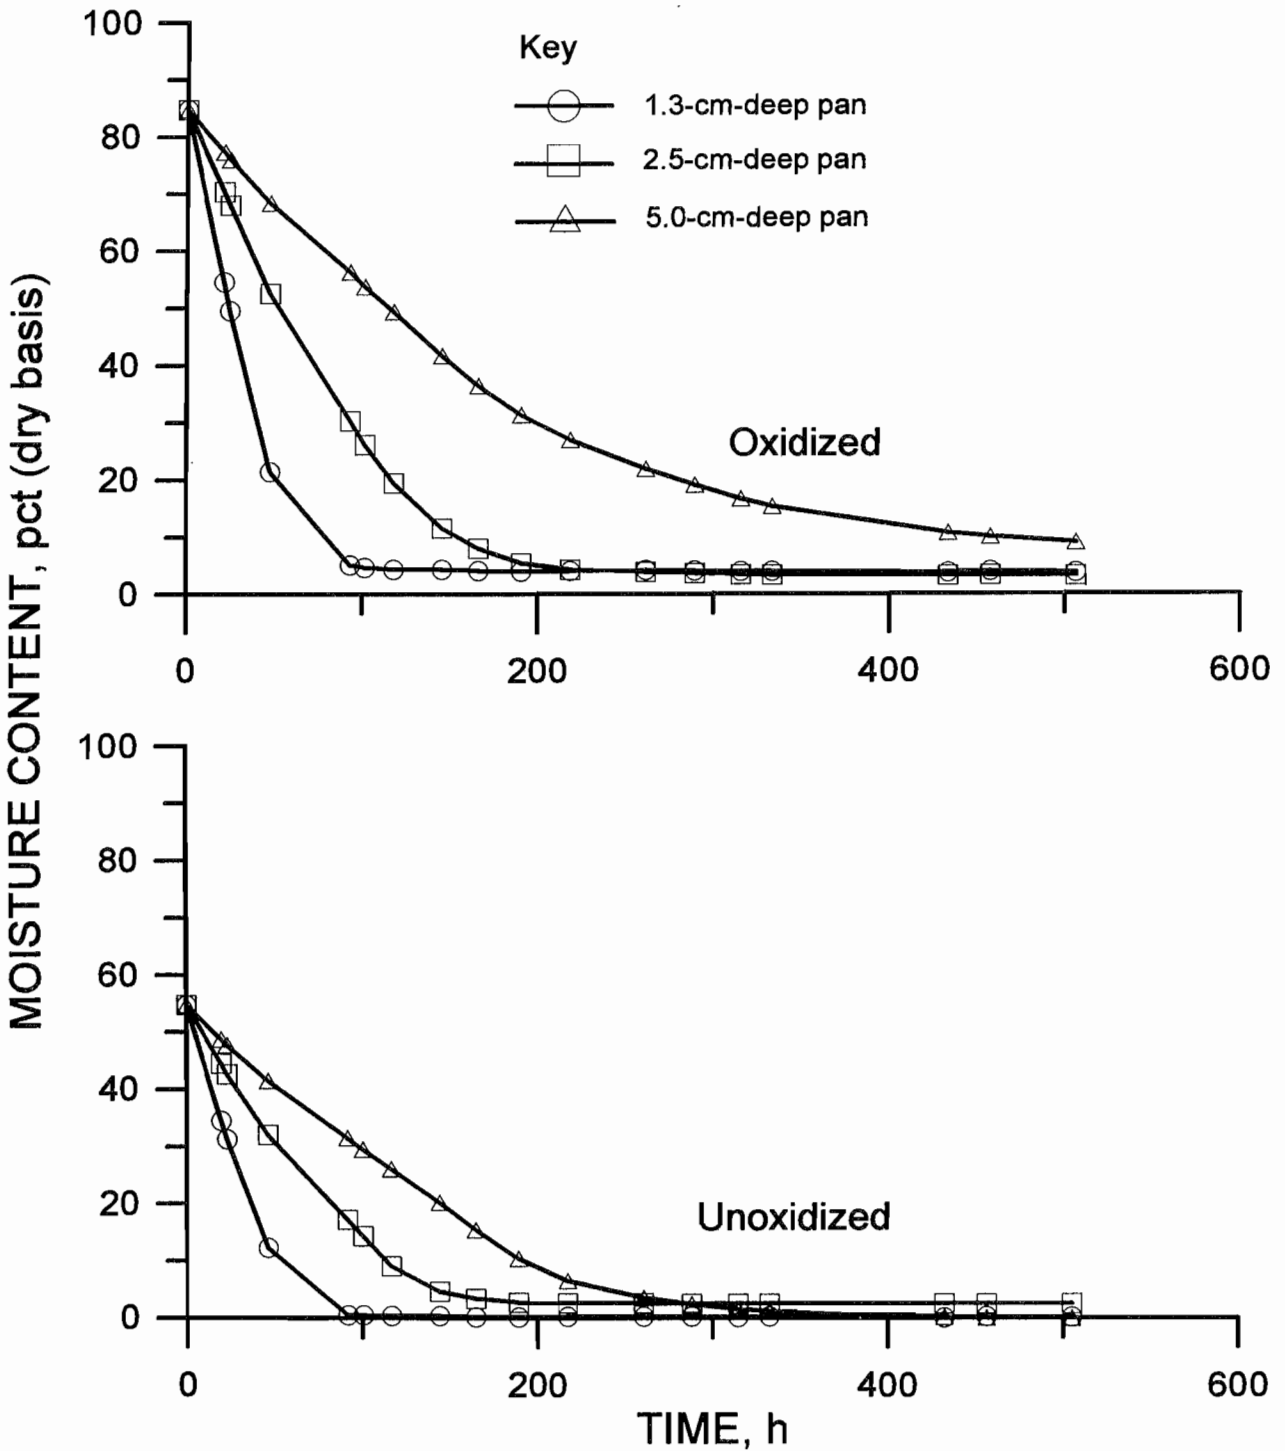 MOISTURE CONTENT, pct (dry basis)
100
80
60
40
20
0
Key
1.3-cm-deep pan
2.5-cm-deep pan
5.0-cm-deep pan
Oxidized
0 200 400 600
100
80
60
40
20
0
Unoxidized
0 200 400 600
TIME, h